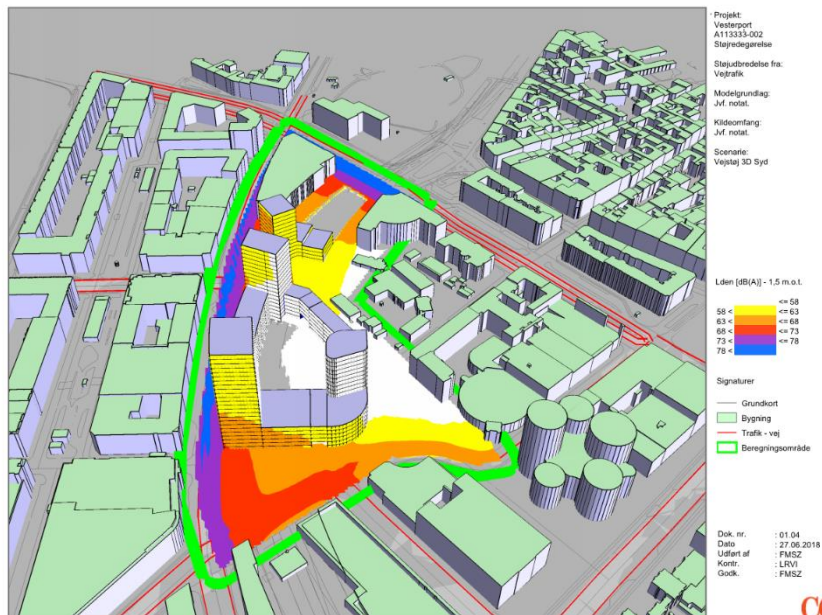 Projekt:
Vesterport
A113333-002
Støjredegørelse
Støjudbredelse fra:
Vejtrafik
Modelgrundlag:
Jvf. notat.
Kildeomfang:
Jvf. notat.
Scenarie:
Vejstøj 3D Syd
Lden [dB(A)] - 1,5 m.o.t.
<= 58
58 < <= 63
63 < <= 68
68 < <= 73
73 < <= 78
78 <
Signaturer
Grundkort
Bygning
Trafik - vej
Beregningsområde
Dok. nr. : 01.04
Dato : 27.06.2018
Udført af : FMSZ
Kontr. : LRVI
Godk. : FMSZ